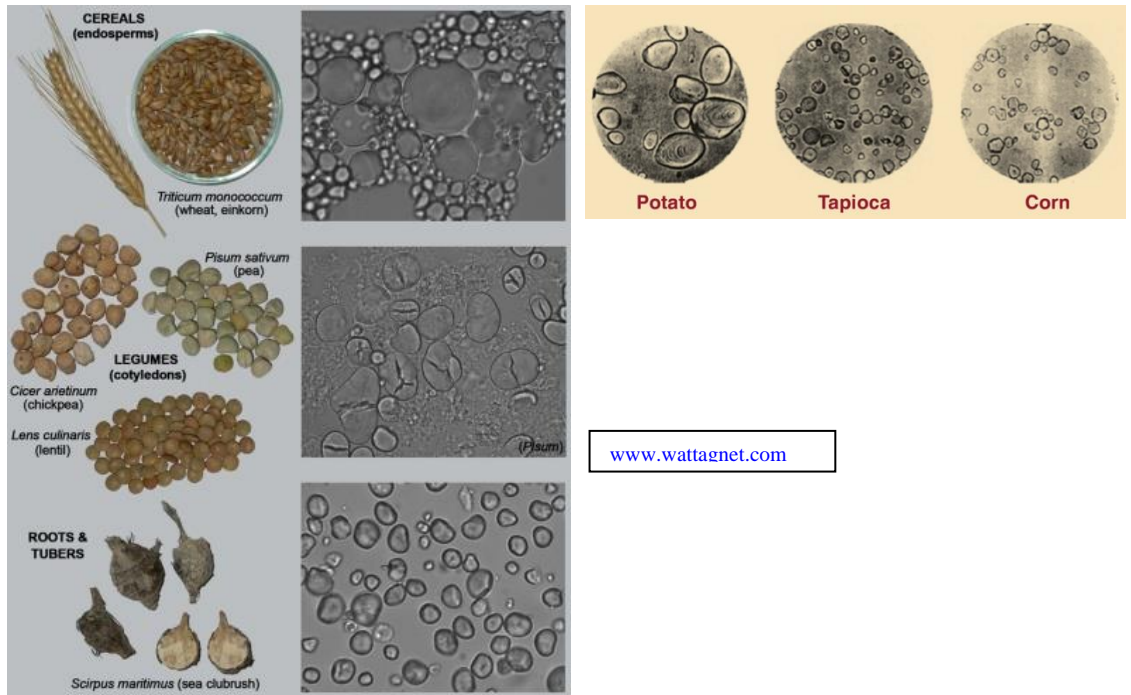 CEREALS
(endosperms)
Triticum monococcum
(wheat, einkorn)
Pisum sativum
(pea)
LEGUMES
(cotyledons)
Cicer arietinum
(chickpea)
Lens culinaris
(lentil)
(Pisum)
ROOTS &
TUBERS
Scirpus maritimus (sea clubrush)
Potato
Tapioca
Corn
www.wattagnet.com